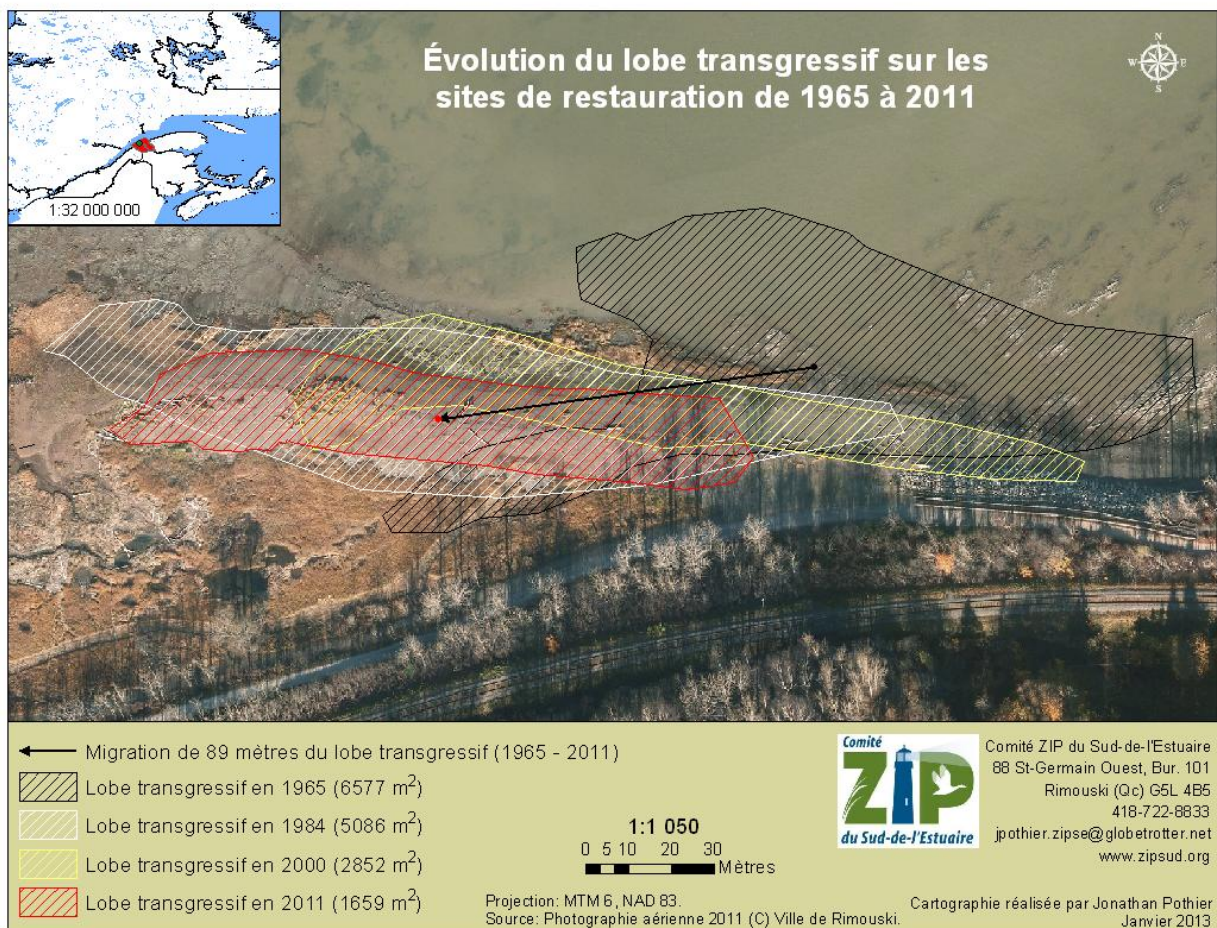 Évolution du lobe transgressif sur les
sites de restauration de 1965 à 2011
N
W E
S
1:32 000 000
Migration de 89 mètres du lobe transgressif (1965 - 2011)
Lobe transgressif en 1965 (6577 m²)
Lobe transgressif en 1984 (5086 m²)
Lobe transgressif en 2000 (2852 m²)
Lobe transgressif en 2011 (1659 m²)
1:1 050
0 5 10 20 30
Mètres
Projection: MTM 6, NAD 83.
Source: Photographie aérienne 2011 (C) Ville de Rimouski.
Comité
ZIP
du Sud-de-l'Estuaire
Comité ZIP du Sud-de-l'Estuaire
88 St-Germain Ouest, Bur. 101
Rimouski (Qc) G5L 4B5
418-722-8833
jpothier.zipse@globetrotter.net
www.zipsud.org
Cartographie réalisée par Jonathan Pothier
Janvier 2013